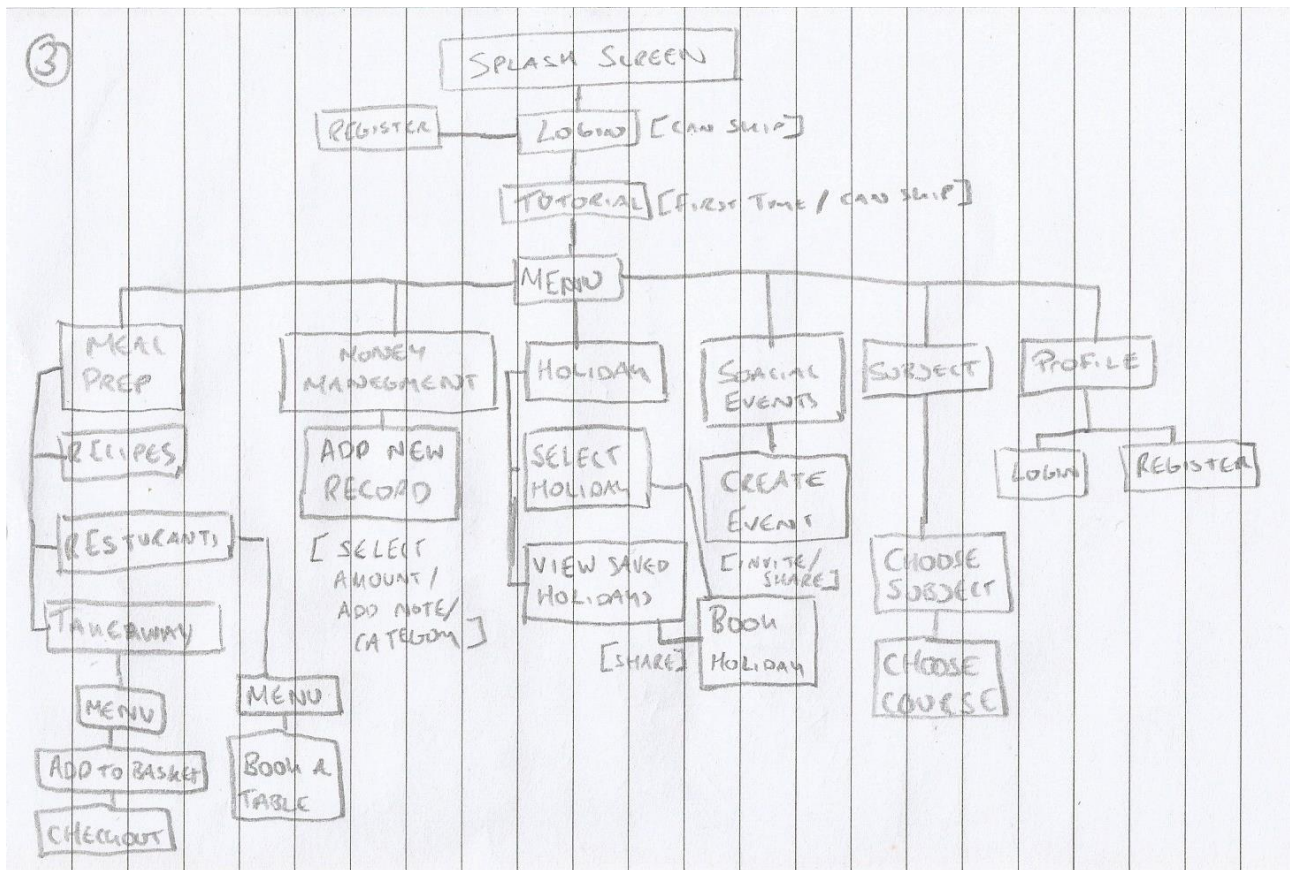 3
SPLASH SCREEN
REGISTER
LOGIN [CAN SKIP]
TUTORIAL [FIRST TIME / CAN SKIP]
MENU
MEAL
PREP
MONEY
MANEGMENT
HOLIDAY
SPACIAL
EVENTS
SUBJECT
PROFILE
RECIPES
ADD NEW
RECORD
SELECT
HOLIDAY
CREATE
EVENT
LOGIN
REGISTER
RESTURANTS
[SELECT
AMOUNT/
ADD NOTE/
CATEGORY]
VIEW SAVED
HOLIDAYS
[INVITE/
SHARE]
CHOOSE
SUBJECT
TAKEAWAY
[SHARE]
BOOK
HOLIDAY
CHOOSE
COURSE
MENU
MENU
ADD TO BASKET
BOOK A
TABLE
CHECKOUT